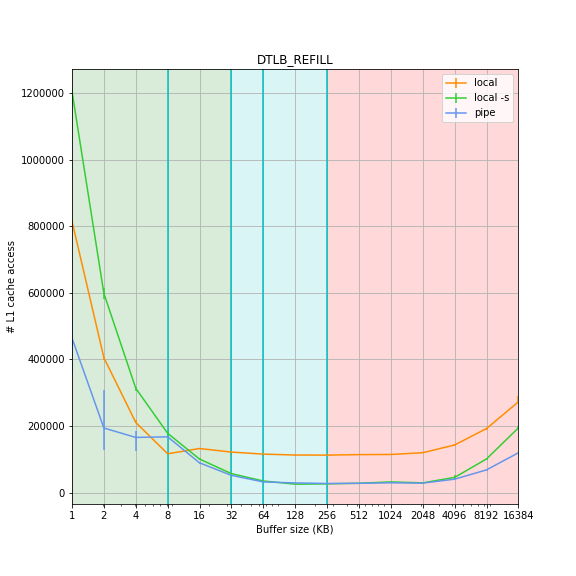 DTLB_REFILL
local
local -s
pipe
# L1 cache access
1200000
1000000
800000
600000
400000
200000
0
1 2 4 8 16 32 64 128 256 512 1024 2048 4096 8192 16384
Buffer size (KB)